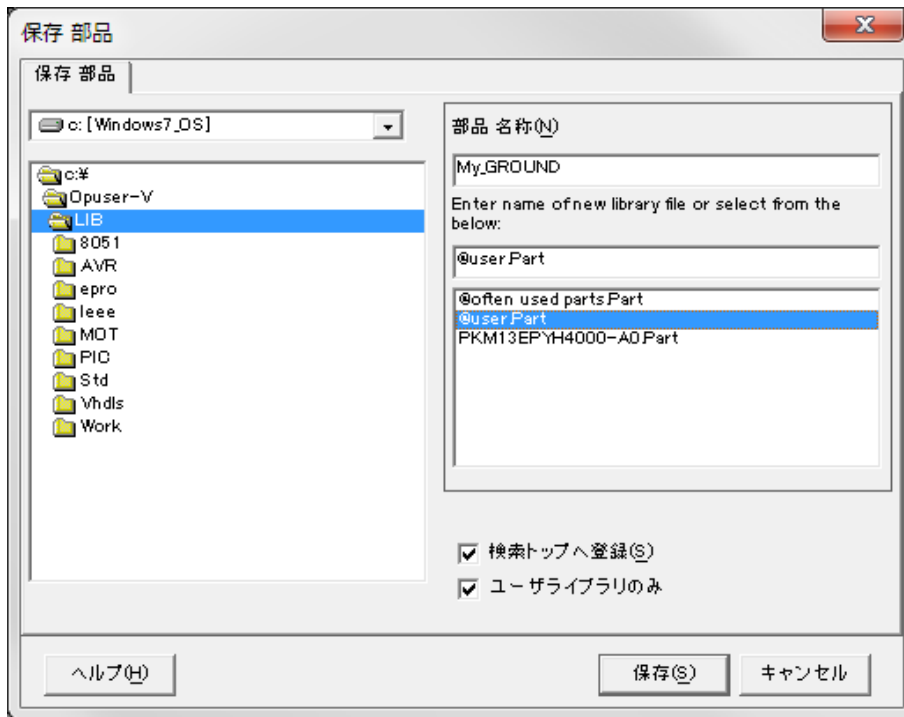 保存 部品
保存 部品
c: [Windows7_OS]
c:¥
Opuser-V
LIB
8051
AVR
epro
Ieee
MOT
PIC
Std
Vhdls
Work
部品 名称(N)
My_GROUND
Enter name of new library file or select from the
below:
@user.Part
@often used parts.Part
@user.Part
PKM13EPYH4000-A0.Part
検索トップへ登録(S)
ユーザライブラリのみ
ヘルプ(H)
保存(S)
キャンセル